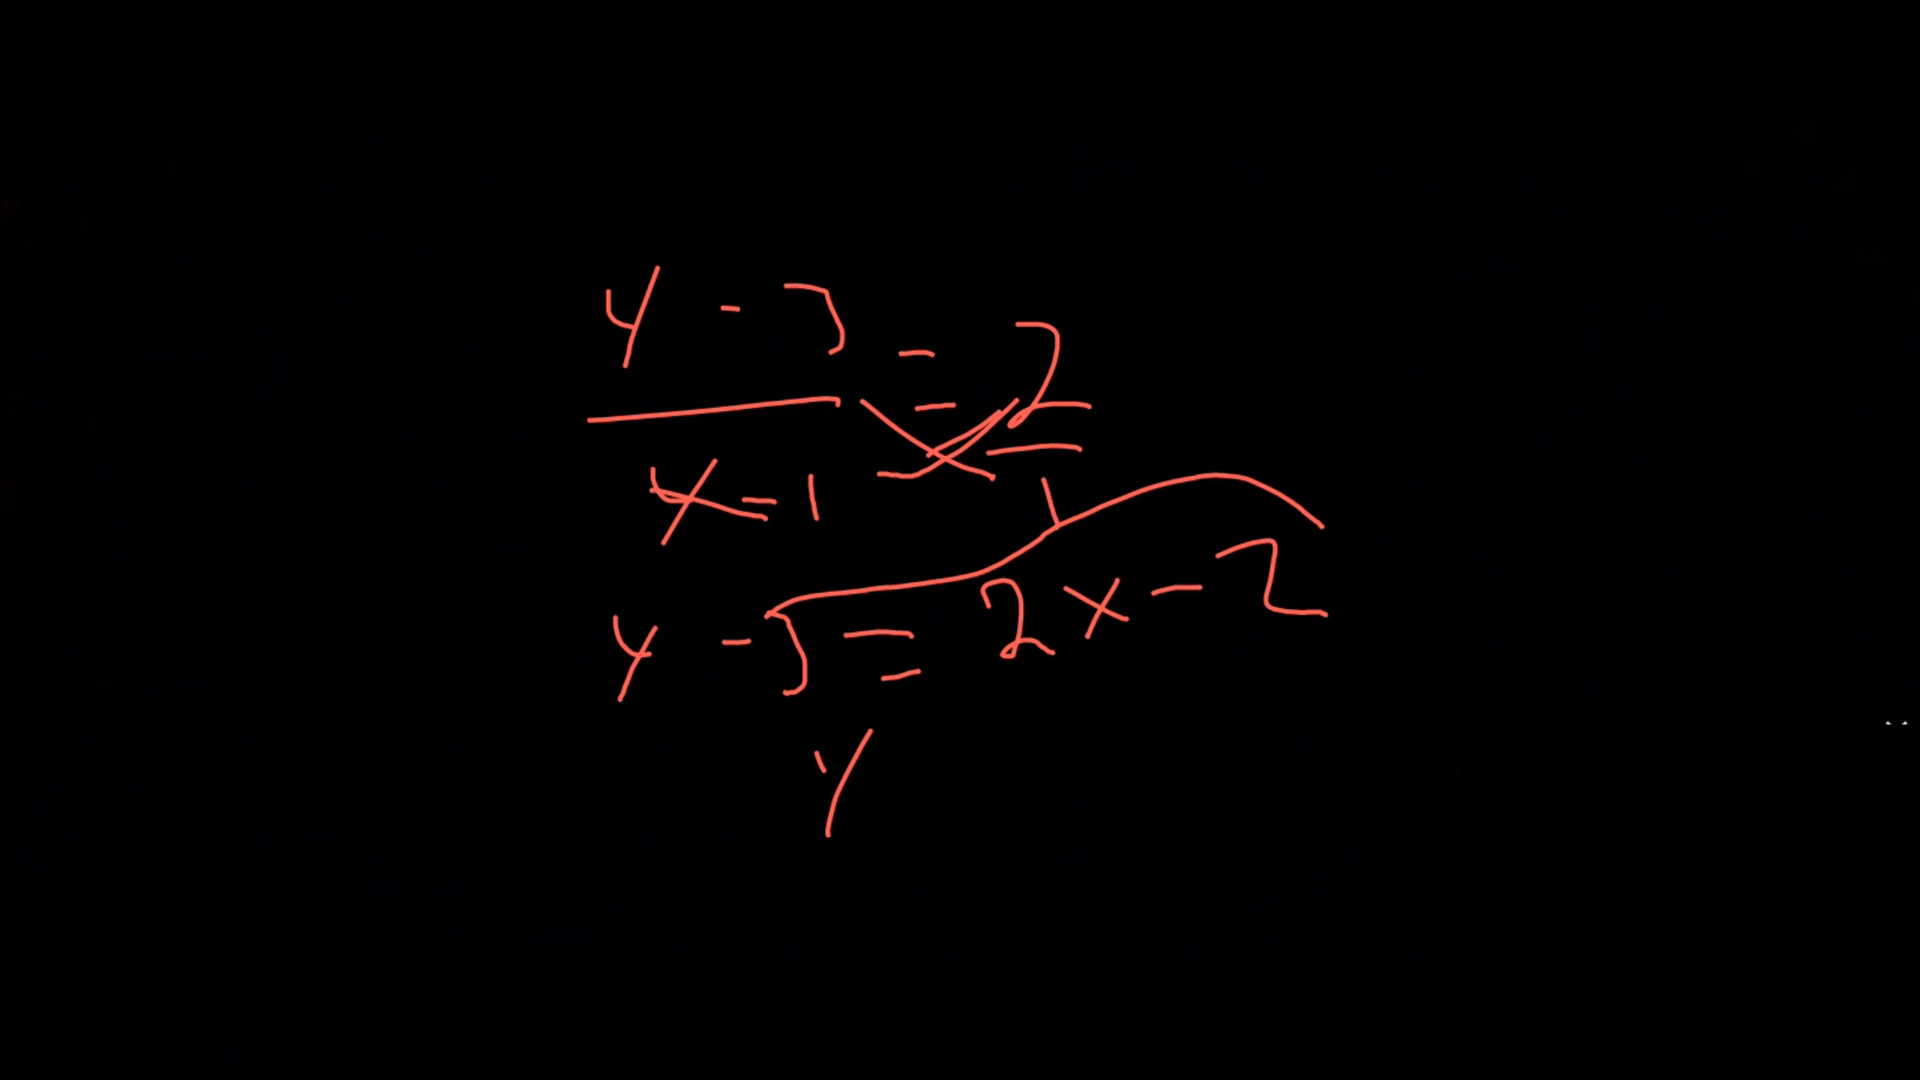 y - 3 = 2
x - 1 1
y - 3 = 2x - 2
y